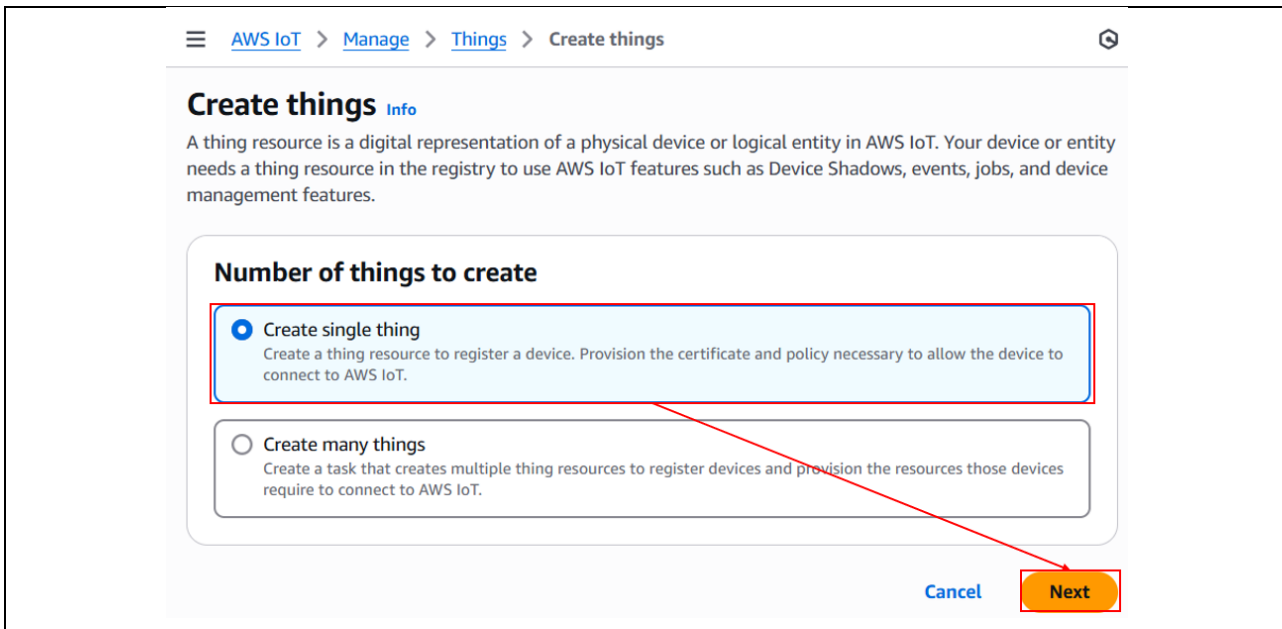 AWS IoT > Manage > Things > Create things
Create things Info
A thing resource is a digital representation of a physical device or logical entity in AWS IoT. Your device or entity
needs a thing resource in the registry to use AWS IoT features such as Device Shadows, events, jobs, and device
management features.
Number of things to create
Create single thing
Create a thing resource to register a device. Provision the certificate and policy necessary to allow the device to
connect to AWS IoT.
Create many things
Create a task that creates multiple thing resources to register devices and provision the resources those devices
require to connect to AWS IoT.
Cancel Next